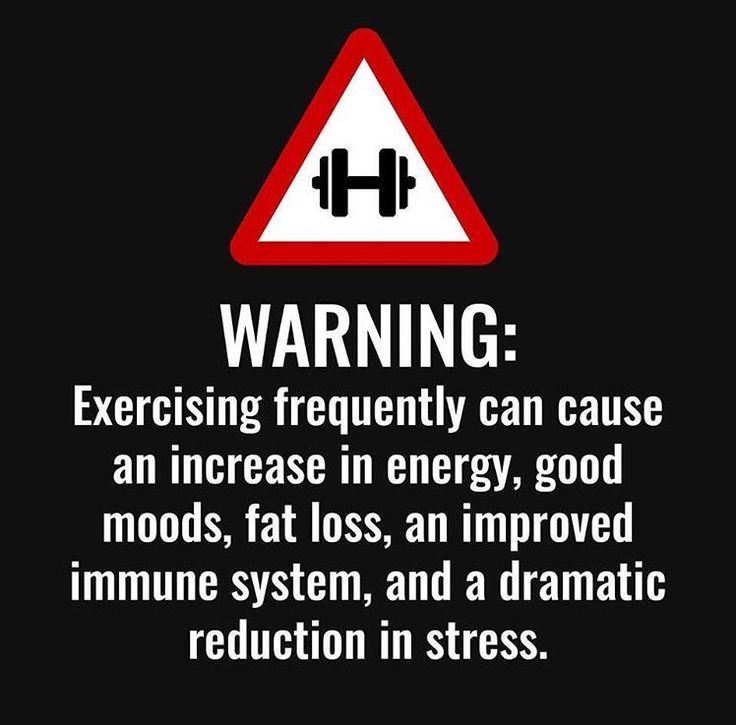 WARNING:
Exercising frequently can cause
an increase in energy, good
moods, fat loss, an improved
immune system, and a dramatic
reduction in stress.